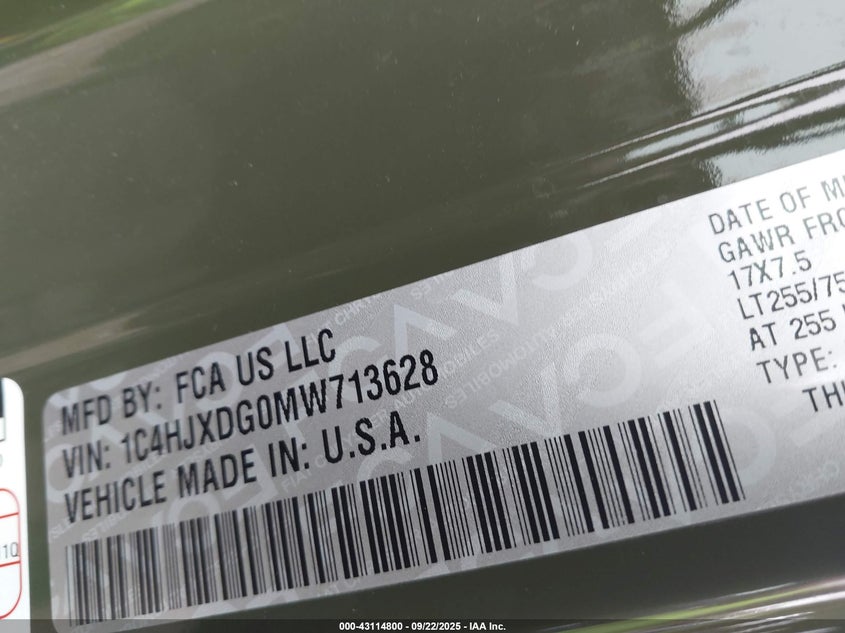 MFD BY: FCA US LLC
VIN: 1C4HJXDG0MW713628
VEHICLE MADE IN: U.S.A.
DATE OF M
GAWR FRO
17X7.5
LT255/75
AT 255
TYPE:
TH
000-43114800 - 09/22/2025 - IAA Inc.